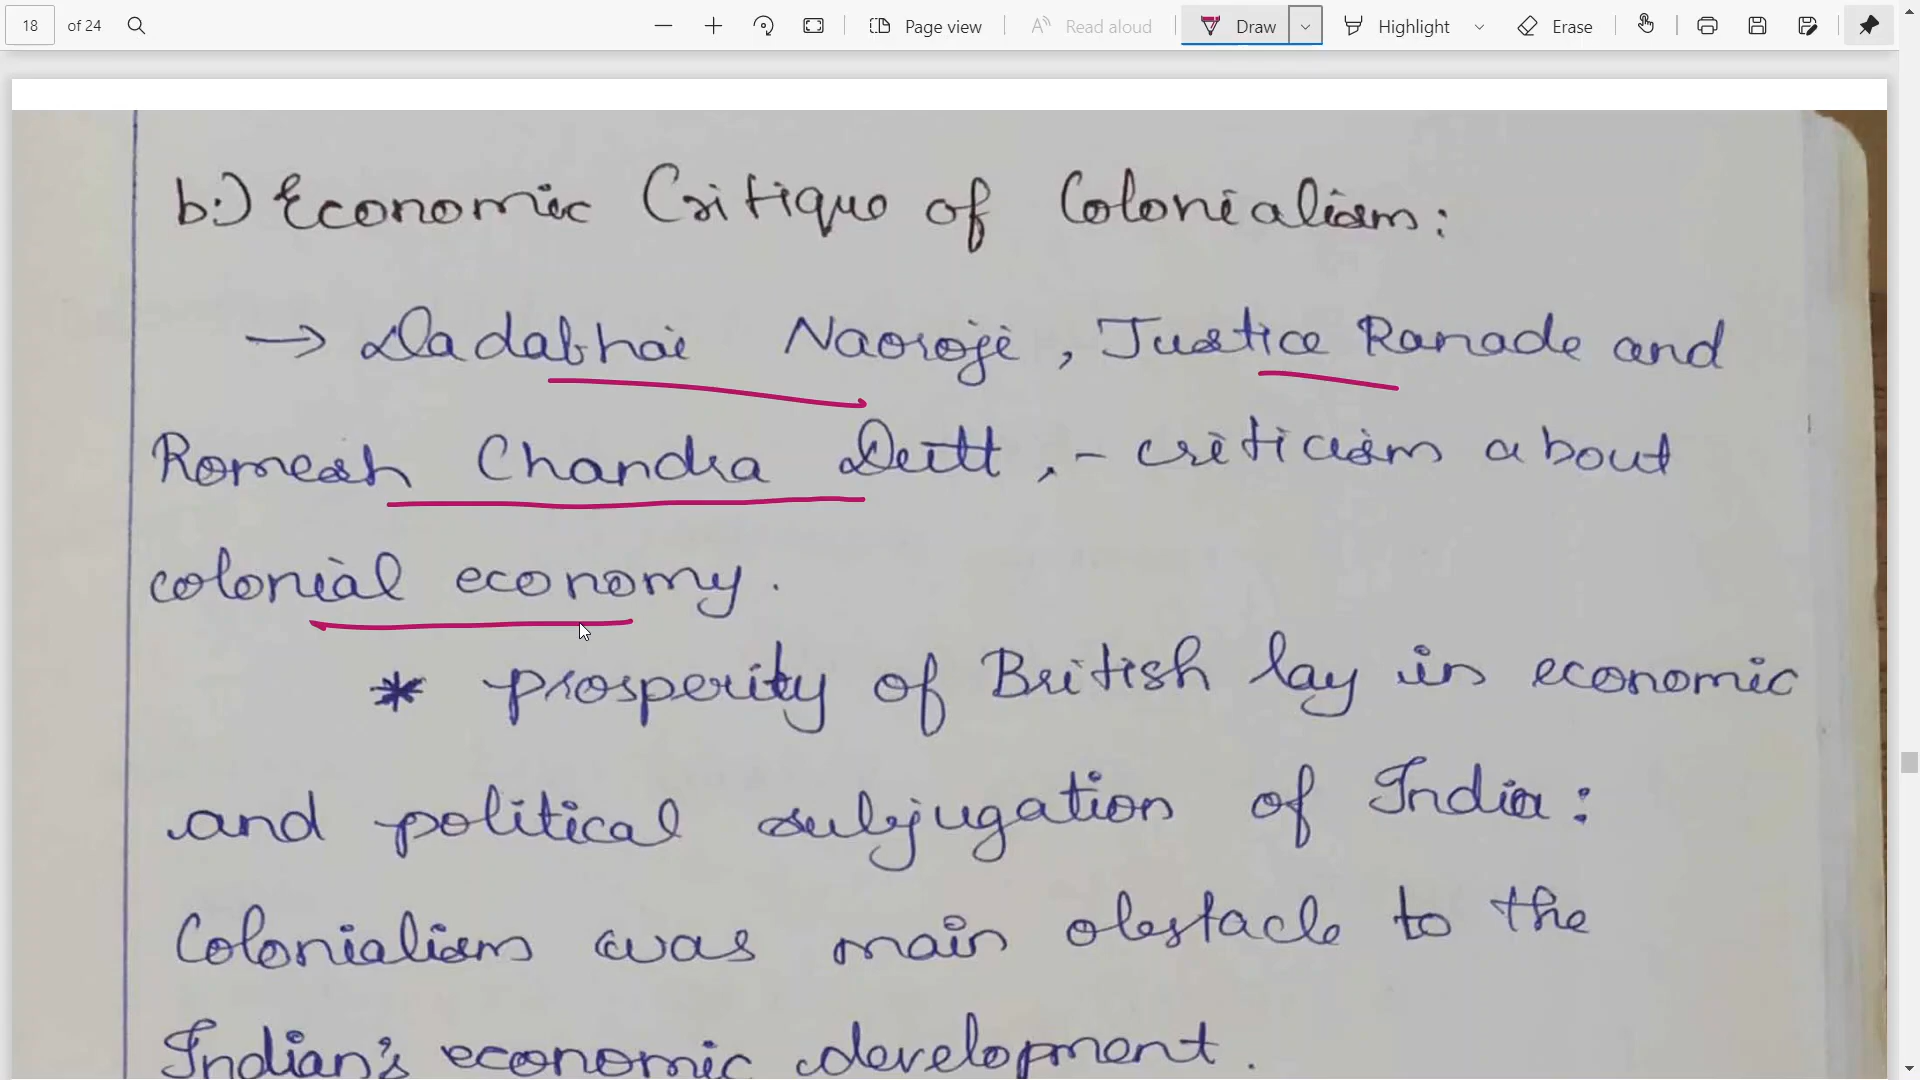 18 of 24 Page view Read aloud Draw Highlight Erase
b.) Economic Critique of Colonialism:
→ Dadabhai Naoroji, Justice Ranade and
Romesh Chandra Dutt, - criticism about
colonial economy.
* prosperity of British lay in economic
and political subjugation of India:
Colonialism was main obstacle to the
Indian's economic development.